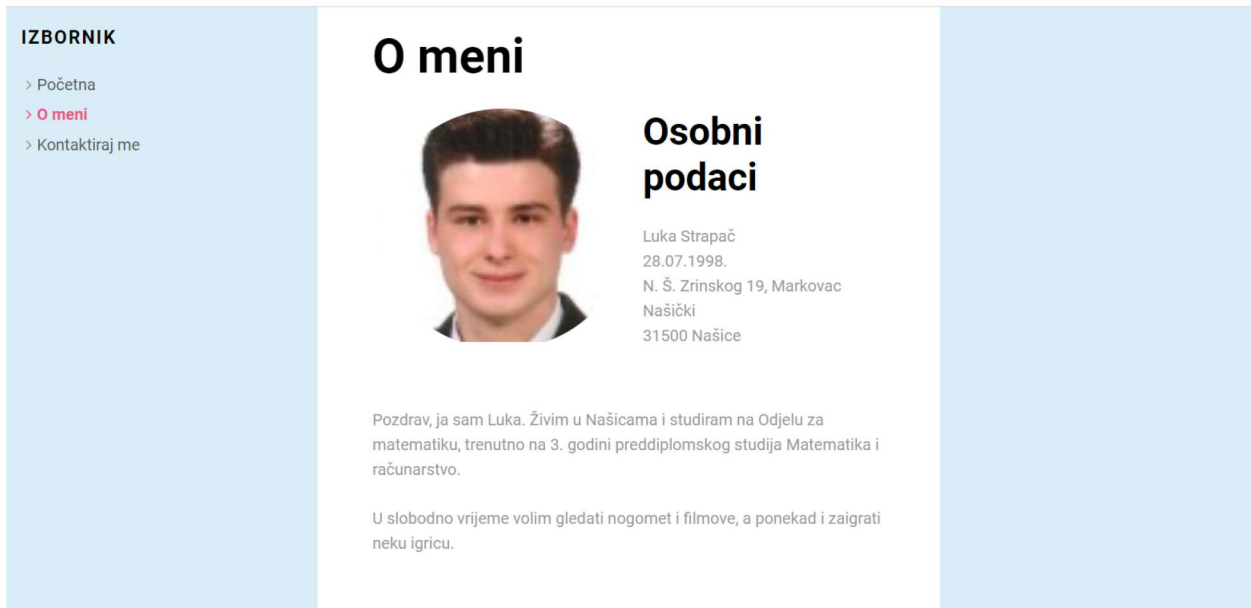 IZBORNIK
Početna
O meni
Kontaktiraj me
O meni
Osobni
podaci
Luka Strapač
28.07.1998.
N. Š. Zrinskog 19, Markovac
Našički
31500 Našice
Pozdrav, ja sam Luka. Živim u Našicama i studiram na Odjelu za
matematiku, trenutno na 3. godini preddiplomskog studija Matematika i
računarstvo.
U slobodno vrijeme volim gledati nogomet i filmove, a ponekad i zaigrati
neku igricu.